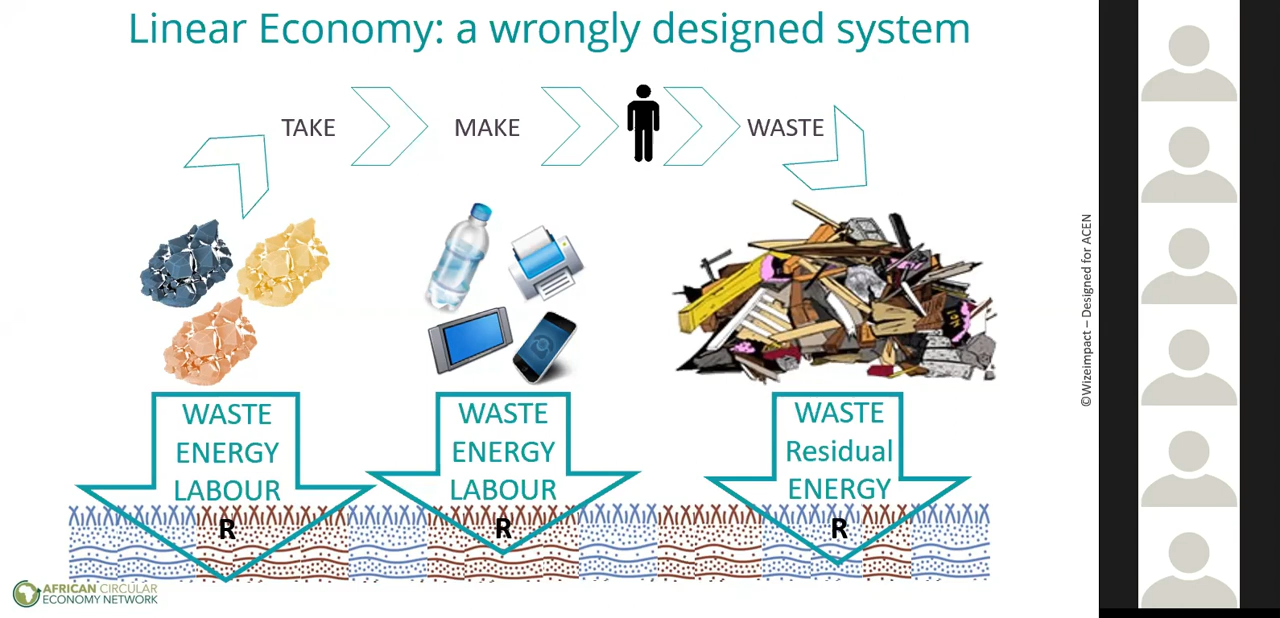 Linear Economy: a wrongly designed system
TAKE
MAKE
WASTE
WASTE
ENERGY
LABOUR
R
WASTE
ENERGY
LABOUR
R
WASTE
Residual
ENERGY
R
©Wizeimpact – Designed for ACEN
AFRICAN CIRCULAR
ECONOMY NETWORK